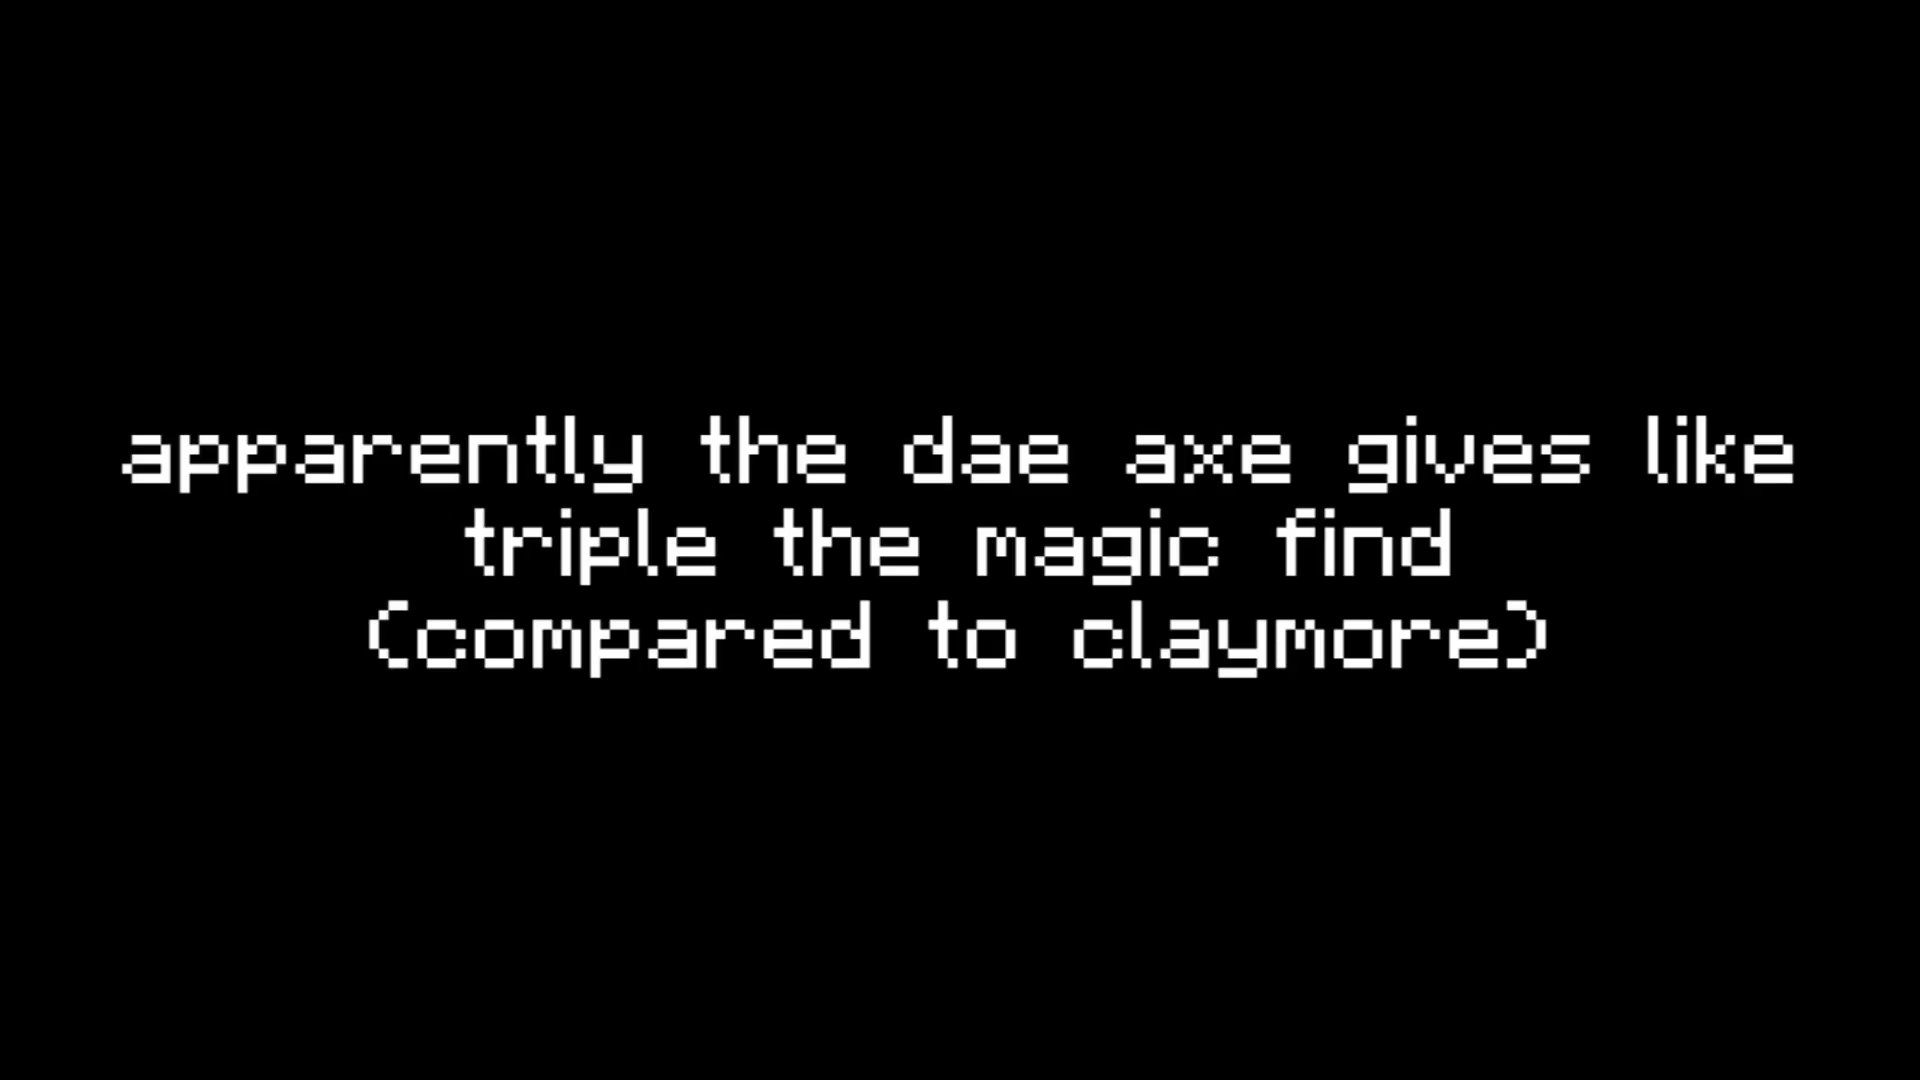 apparently the dae axe gives like
triple the magic find
(compared to claymore)